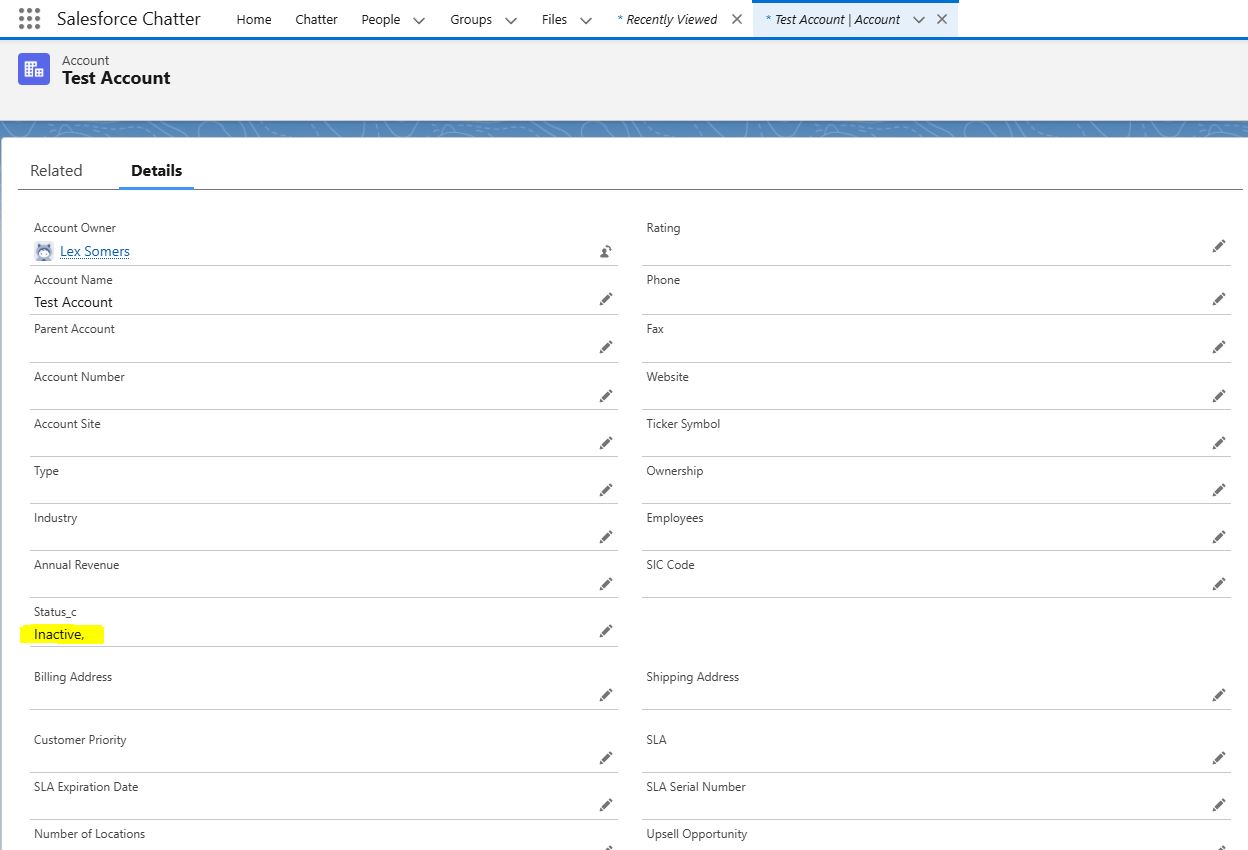 Salesforce Chatter Home Chatter People Groups Files * Recently Viewed * Test Account | Account
Account
Test Account
Related Details
Account Owner
Lex Somers
Rating
Account Name
Test Account
Phone
Parent Account
Fax
Account Number
Website
Account Site
Ticker Symbol
Type
Ownership
Industry
Employees
Annual Revenue
SIC Code
Status_c
Inactive,
Billing Address
Shipping Address
Customer Priority
SLA
SLA Expiration Date
SLA Serial Number
Number of Locations
Upsell Opportunity